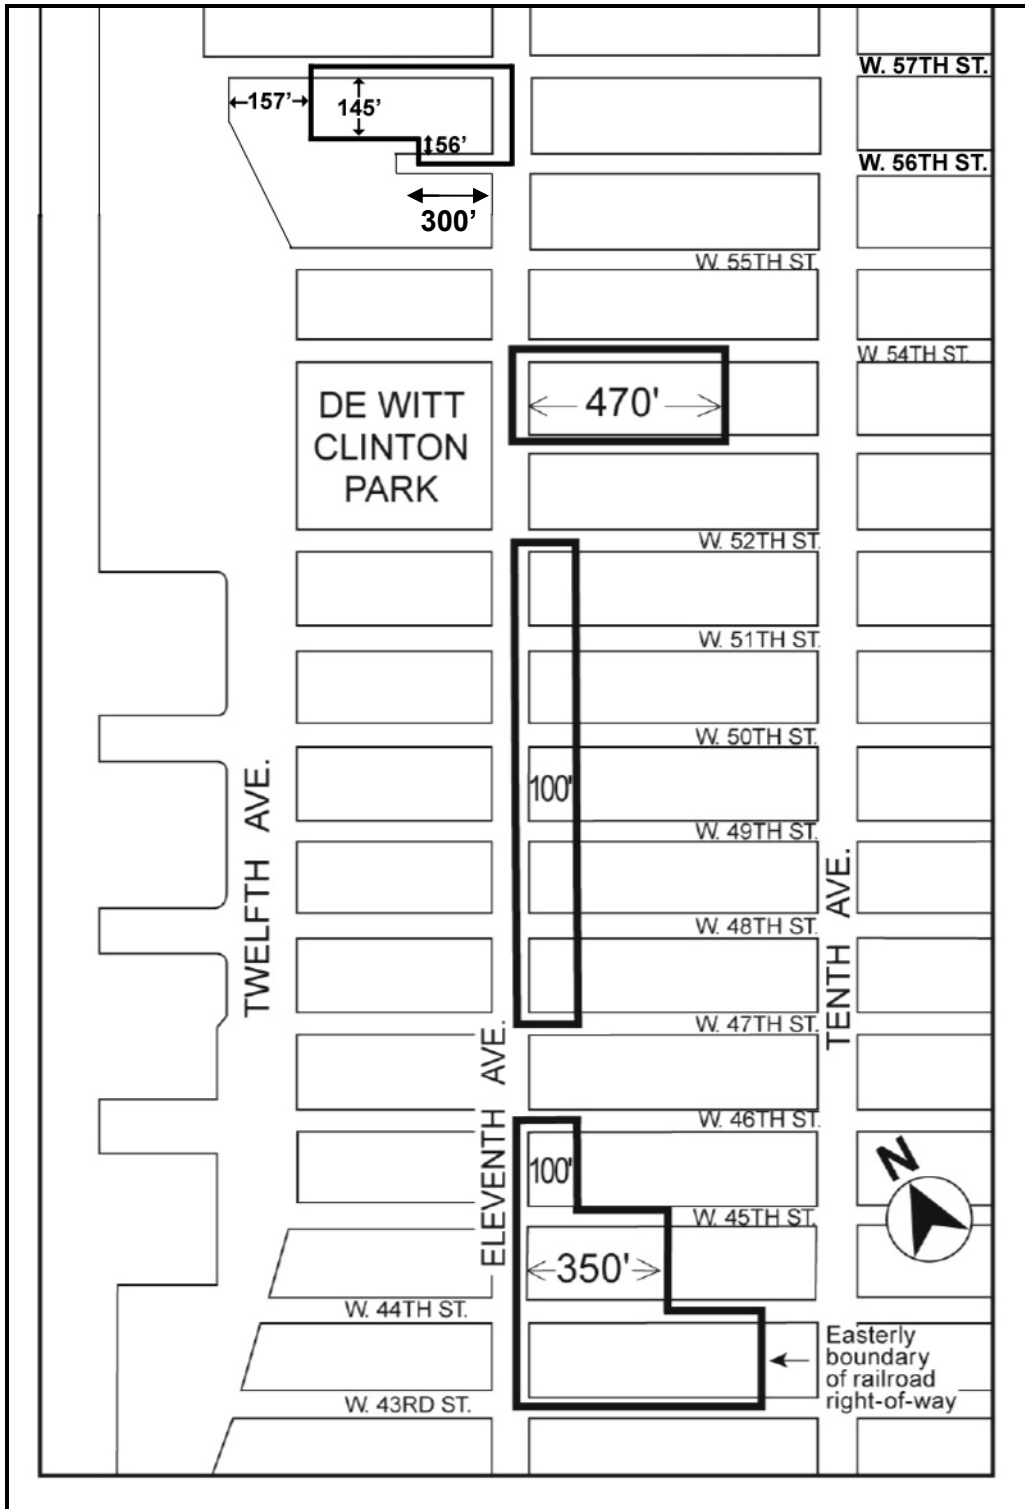 W. 57TH ST.
157'
145'
56'
W. 56TH ST.
300'
W. 55TH ST.
W. 54TH ST.
DE WITT
CLINTON
PARK
470'
W. 52TH ST.
W. 51TH ST.
W. 50TH ST.
100'
W. 49TH ST.
TWELFTH AVE.
TENTH AVE.
W. 48TH ST.
W. 47TH ST.
ELEVENTH AVE.
W. 46TH ST.
100'
N
W. 45TH ST.
350'
W. 44TH ST.
Easterly
boundary
of railroad
right-of-way
W. 43RD ST.